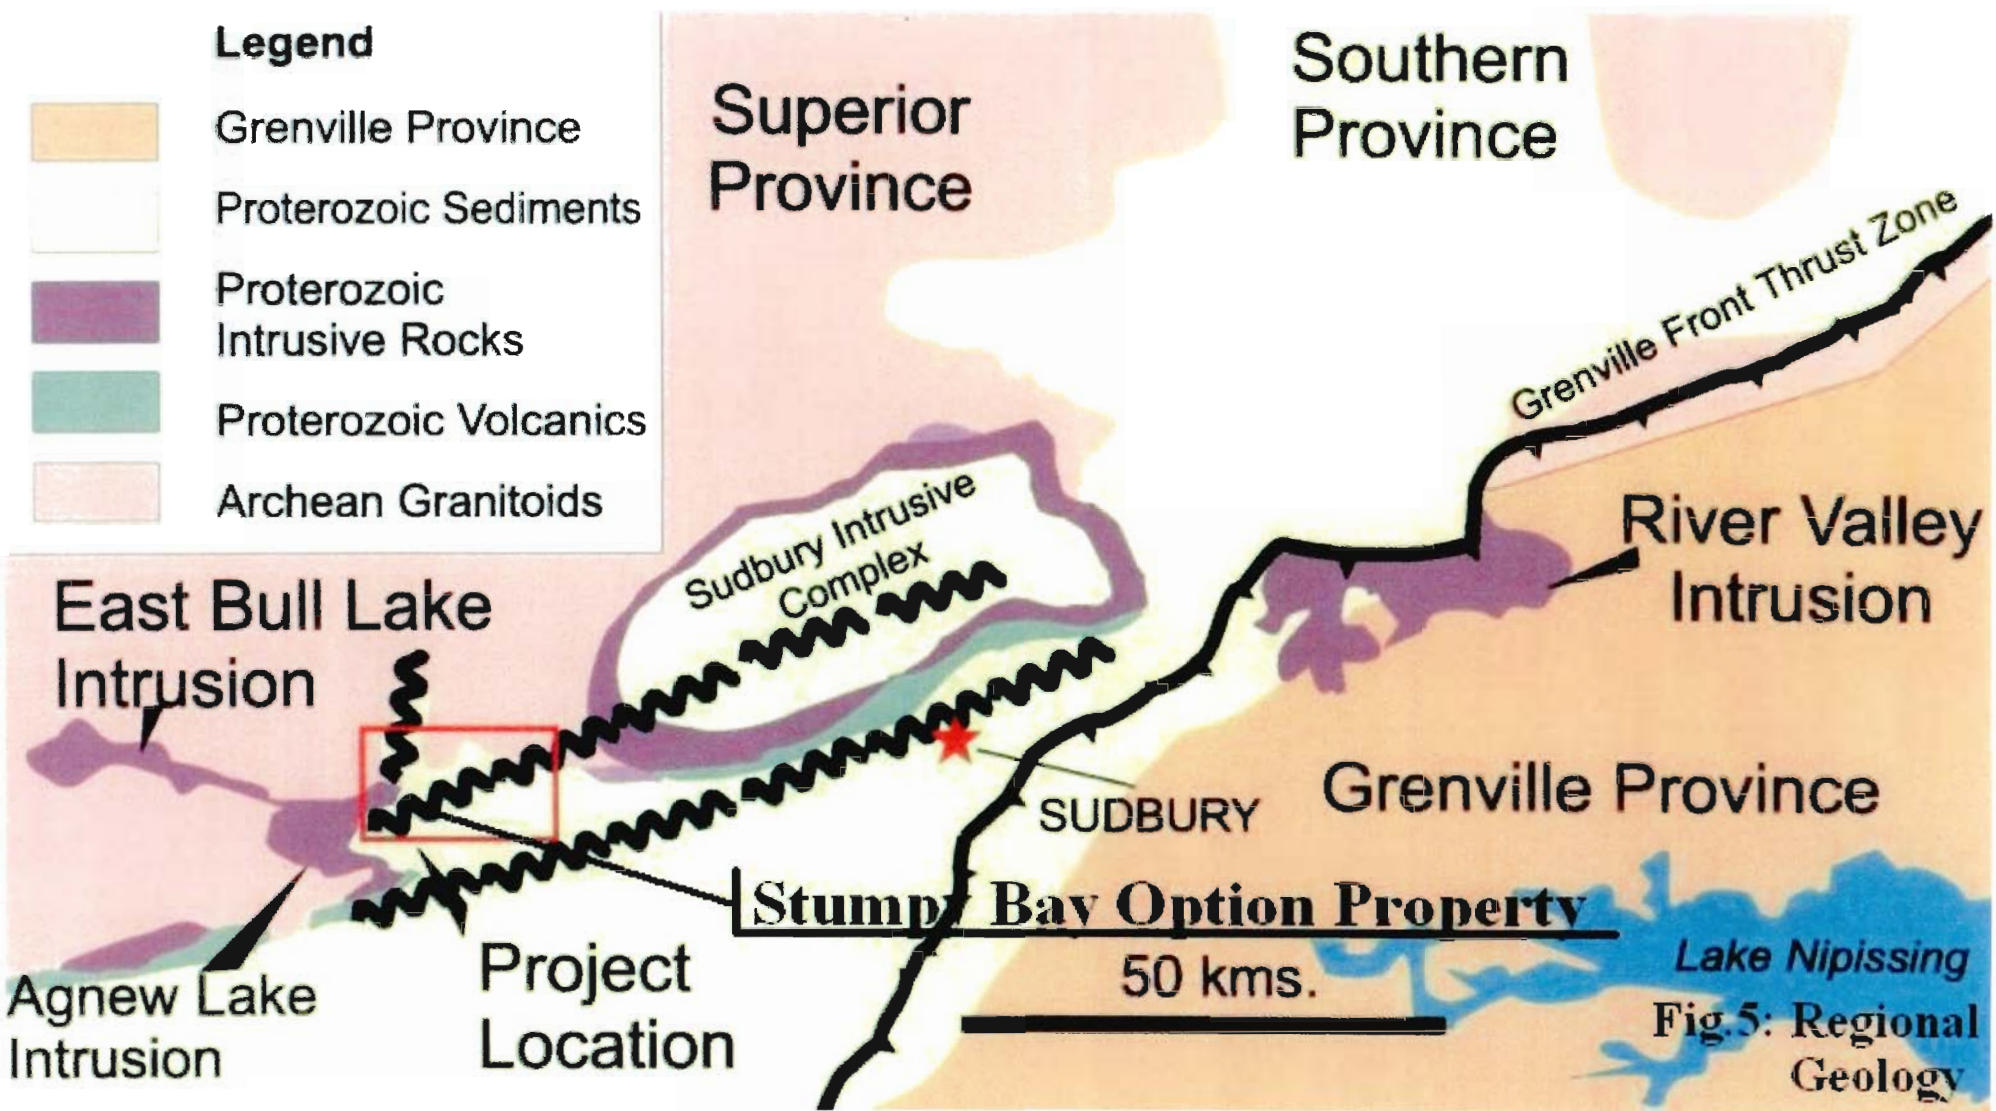 Legend
Grenville Province
Proterozoic Sediments
Proterozoic
Intrusive Rocks
Proterozoic Volcanics
Archean Granitoids
Superior
Province
Southern
Province
Grenville Front Thrust Zone
Sudbury Intrusive
Complex
East Bull Lake
Intrusion
River Valley
Intrusion
SUDBURY
Grenville Province
Stumpy Bay Option Property
Project
Location
50 kms.
Lake Nipissing
Agnew Lake
Intrusion
Fig.5: Regional
Geology